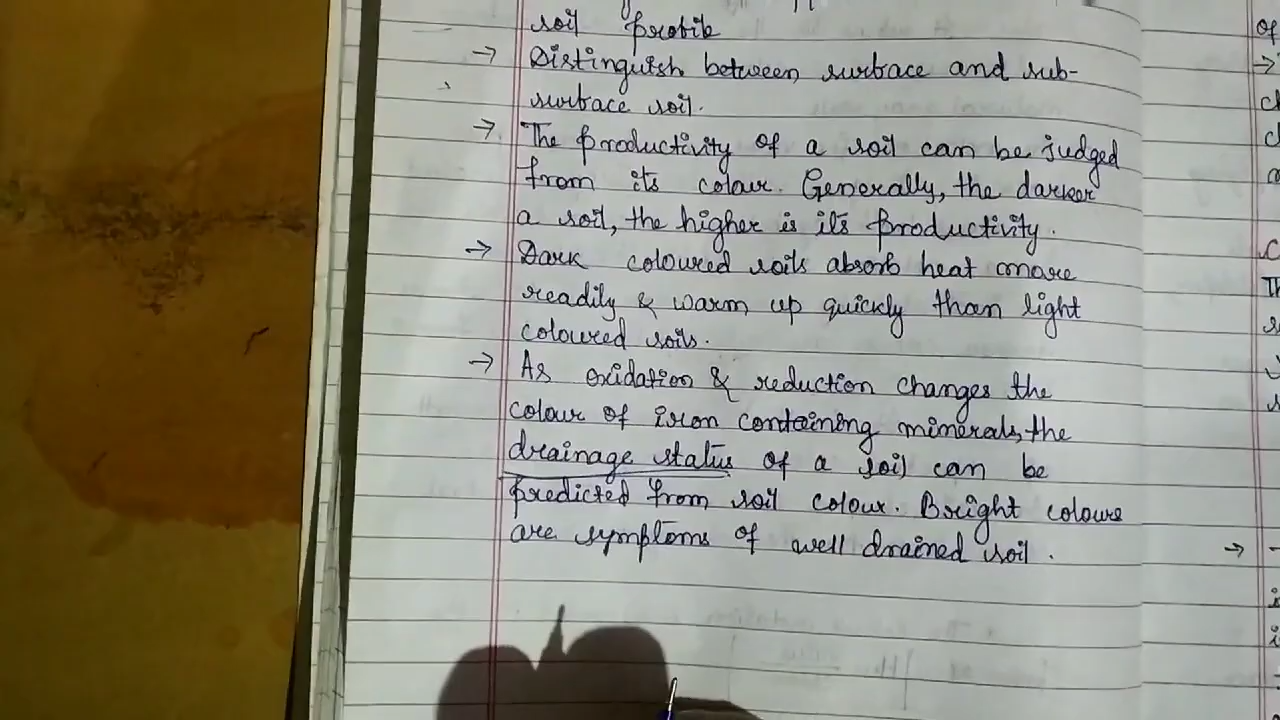 soil profile
→ Distinguish between surface and sub-
surface soil.
→ The productivity of a soil can be judged
from its colour. Generally, the darker
a soil, the higher is its productivity.
→ Dark coloured soils absorb heat more
readily & warm up quickly than light
coloured soils.
→ As oxidation & reduction changes the
colour of iron containing minerals, the
drainage status of a soil can be
predicted from soil colour. Bright colours
are symptoms of well drained soil.
of
→
Th
→